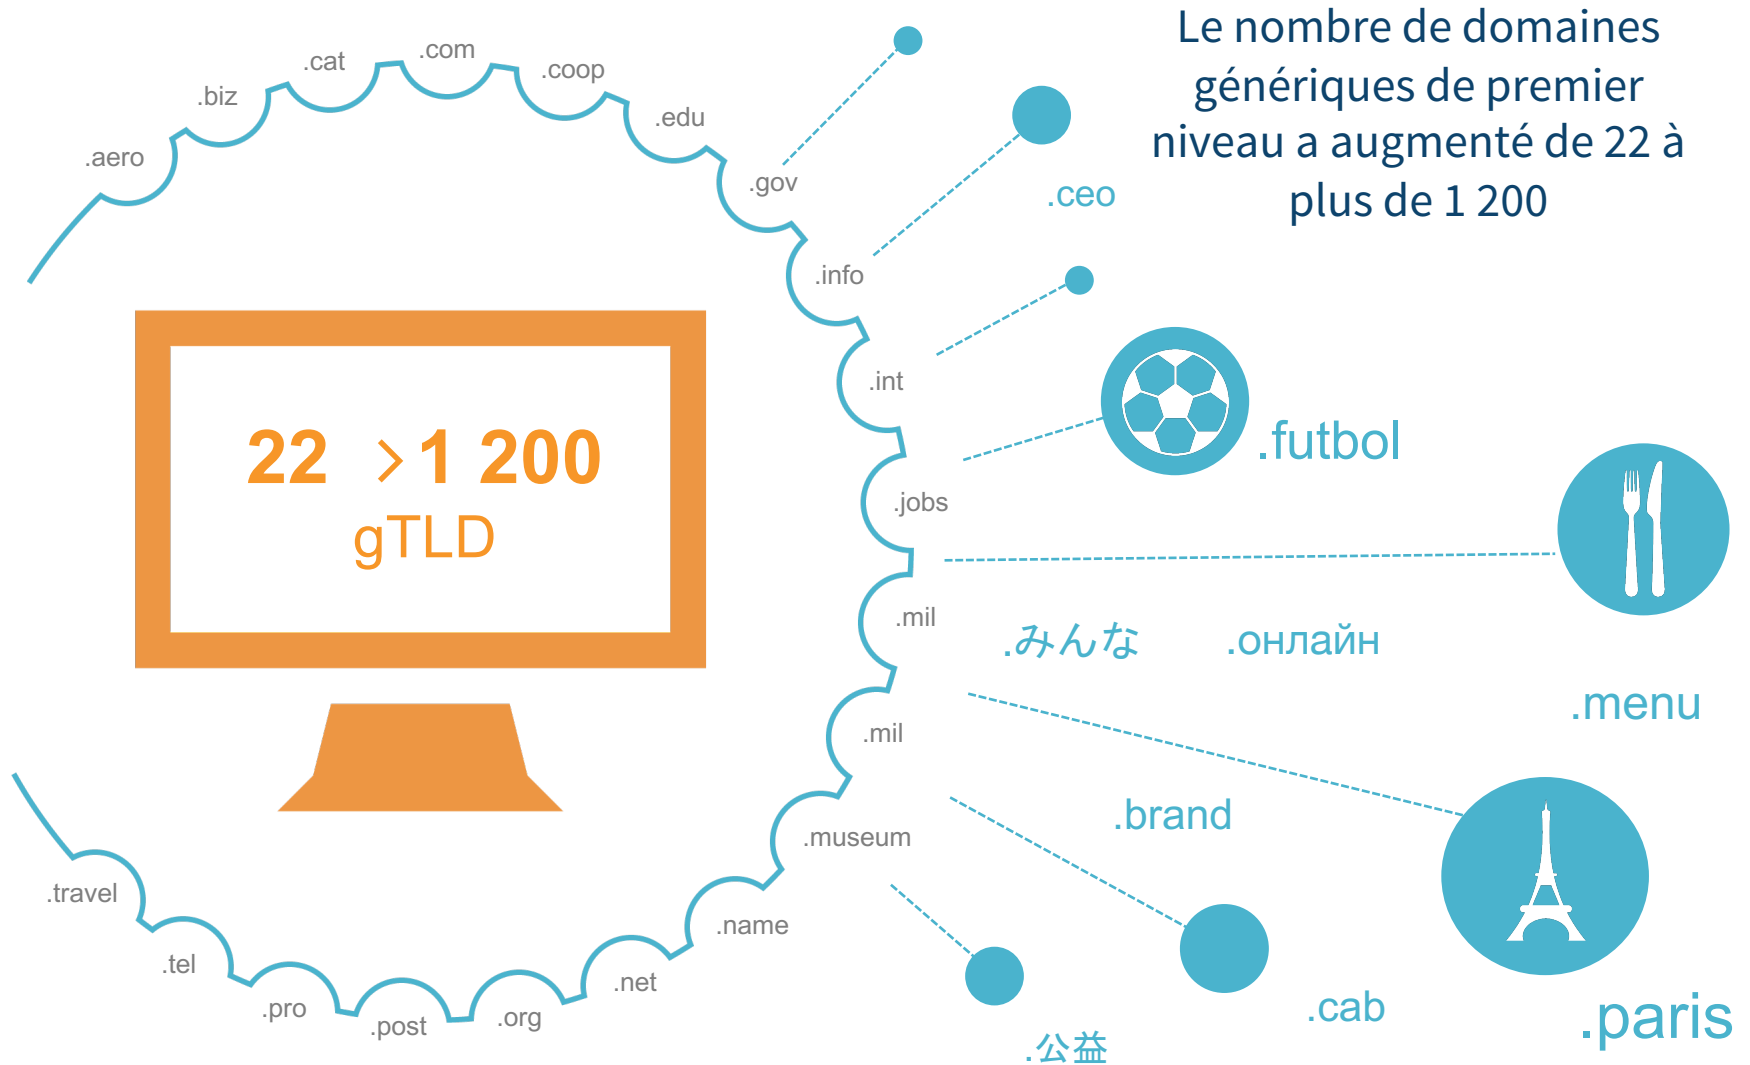 Le nombre de domaines
génériques de premier
niveau a augmenté de 22 à
plus de 1 200
.aero
.biz
.cat
.com
.coop
.edu
.gov
.info
.int
.jobs
.mil
.mil
.museum
.name
.net
.org
.post
.pro
.tel
.travel
22 >1 200
gTLD
.ceo
.futbol
.menu
.みんな
.онлайн
.brand
.paris
.cab
.公益